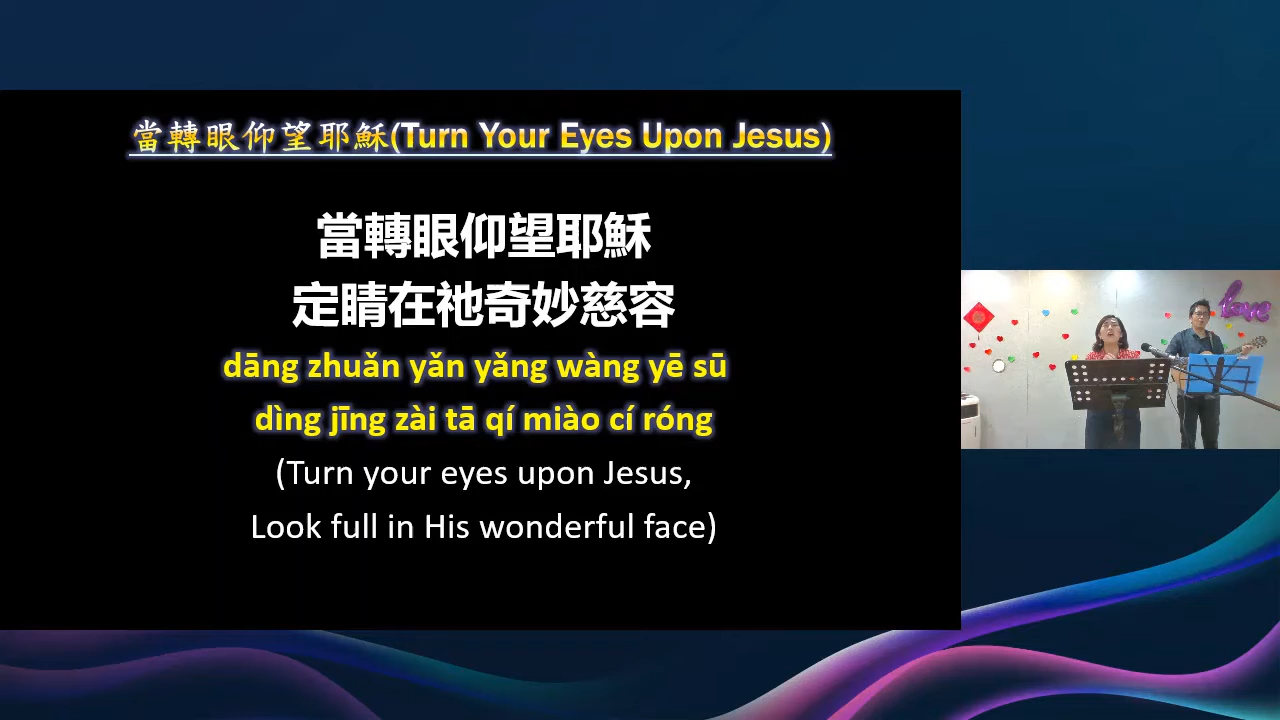 當轉眼仰望耶穌(Turn Your Eyes Upon Jesus)
當轉眼仰望耶穌
定睛在祂奇妙慈容
dāng zhuǎn yǎn yǎng wàng yē sū
dìng jīng zài tā qí miào cí róng
(Turn your eyes upon Jesus,
Look full in His wonderful face)
love